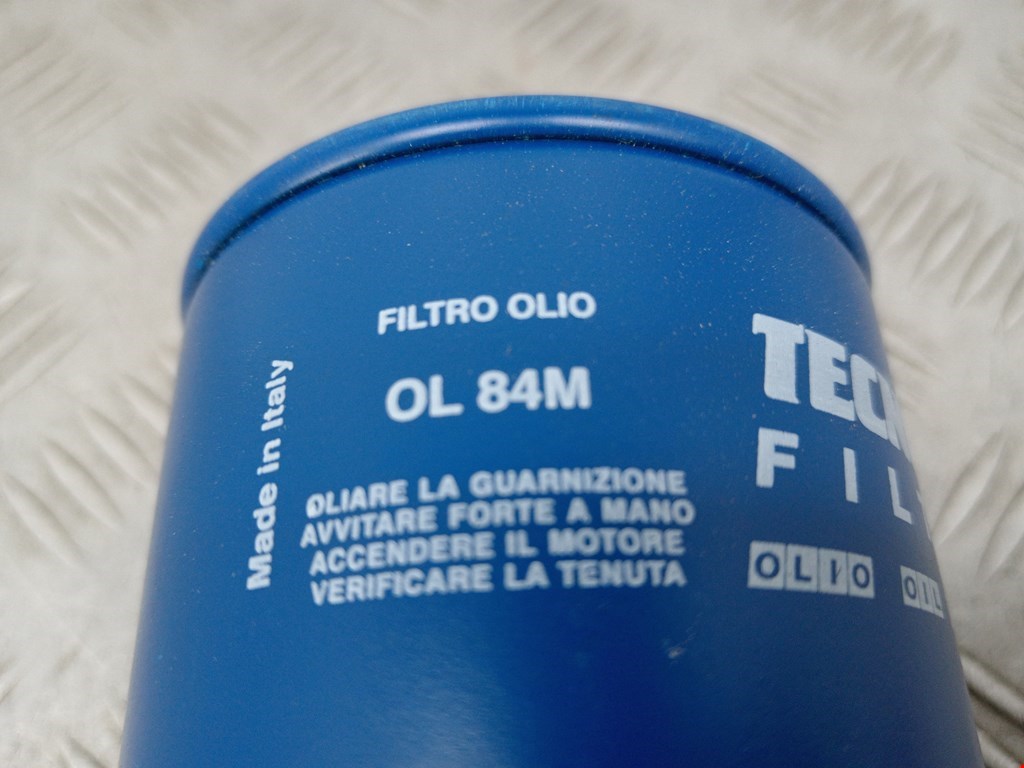 FILTRO OLIO
OL 84M
Made in Italy
OLIARE LA GUARNIZIONE
AVVITARE FORTE A MANO
ACCENDERE IL MOTORE
VERIFICARE LA TENUTA
OLIO OIL